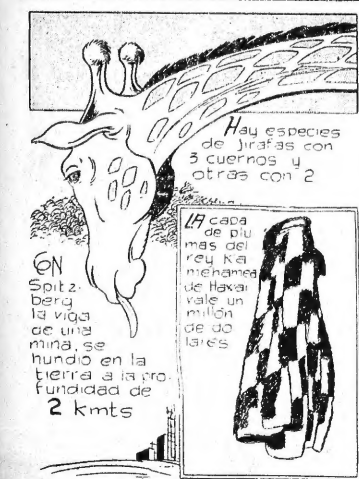 Hay especies
de jirafas con
3 cuernos y
otras con 2
LA capa
de plu
mas del
rey Ka
mehamea
de Havai
vale un
millón
de do
lares
EN
Spitz-
berg
la viga
de una
mina, se
hundio en la
tierra a la pro-
fundidad de
2 kmts